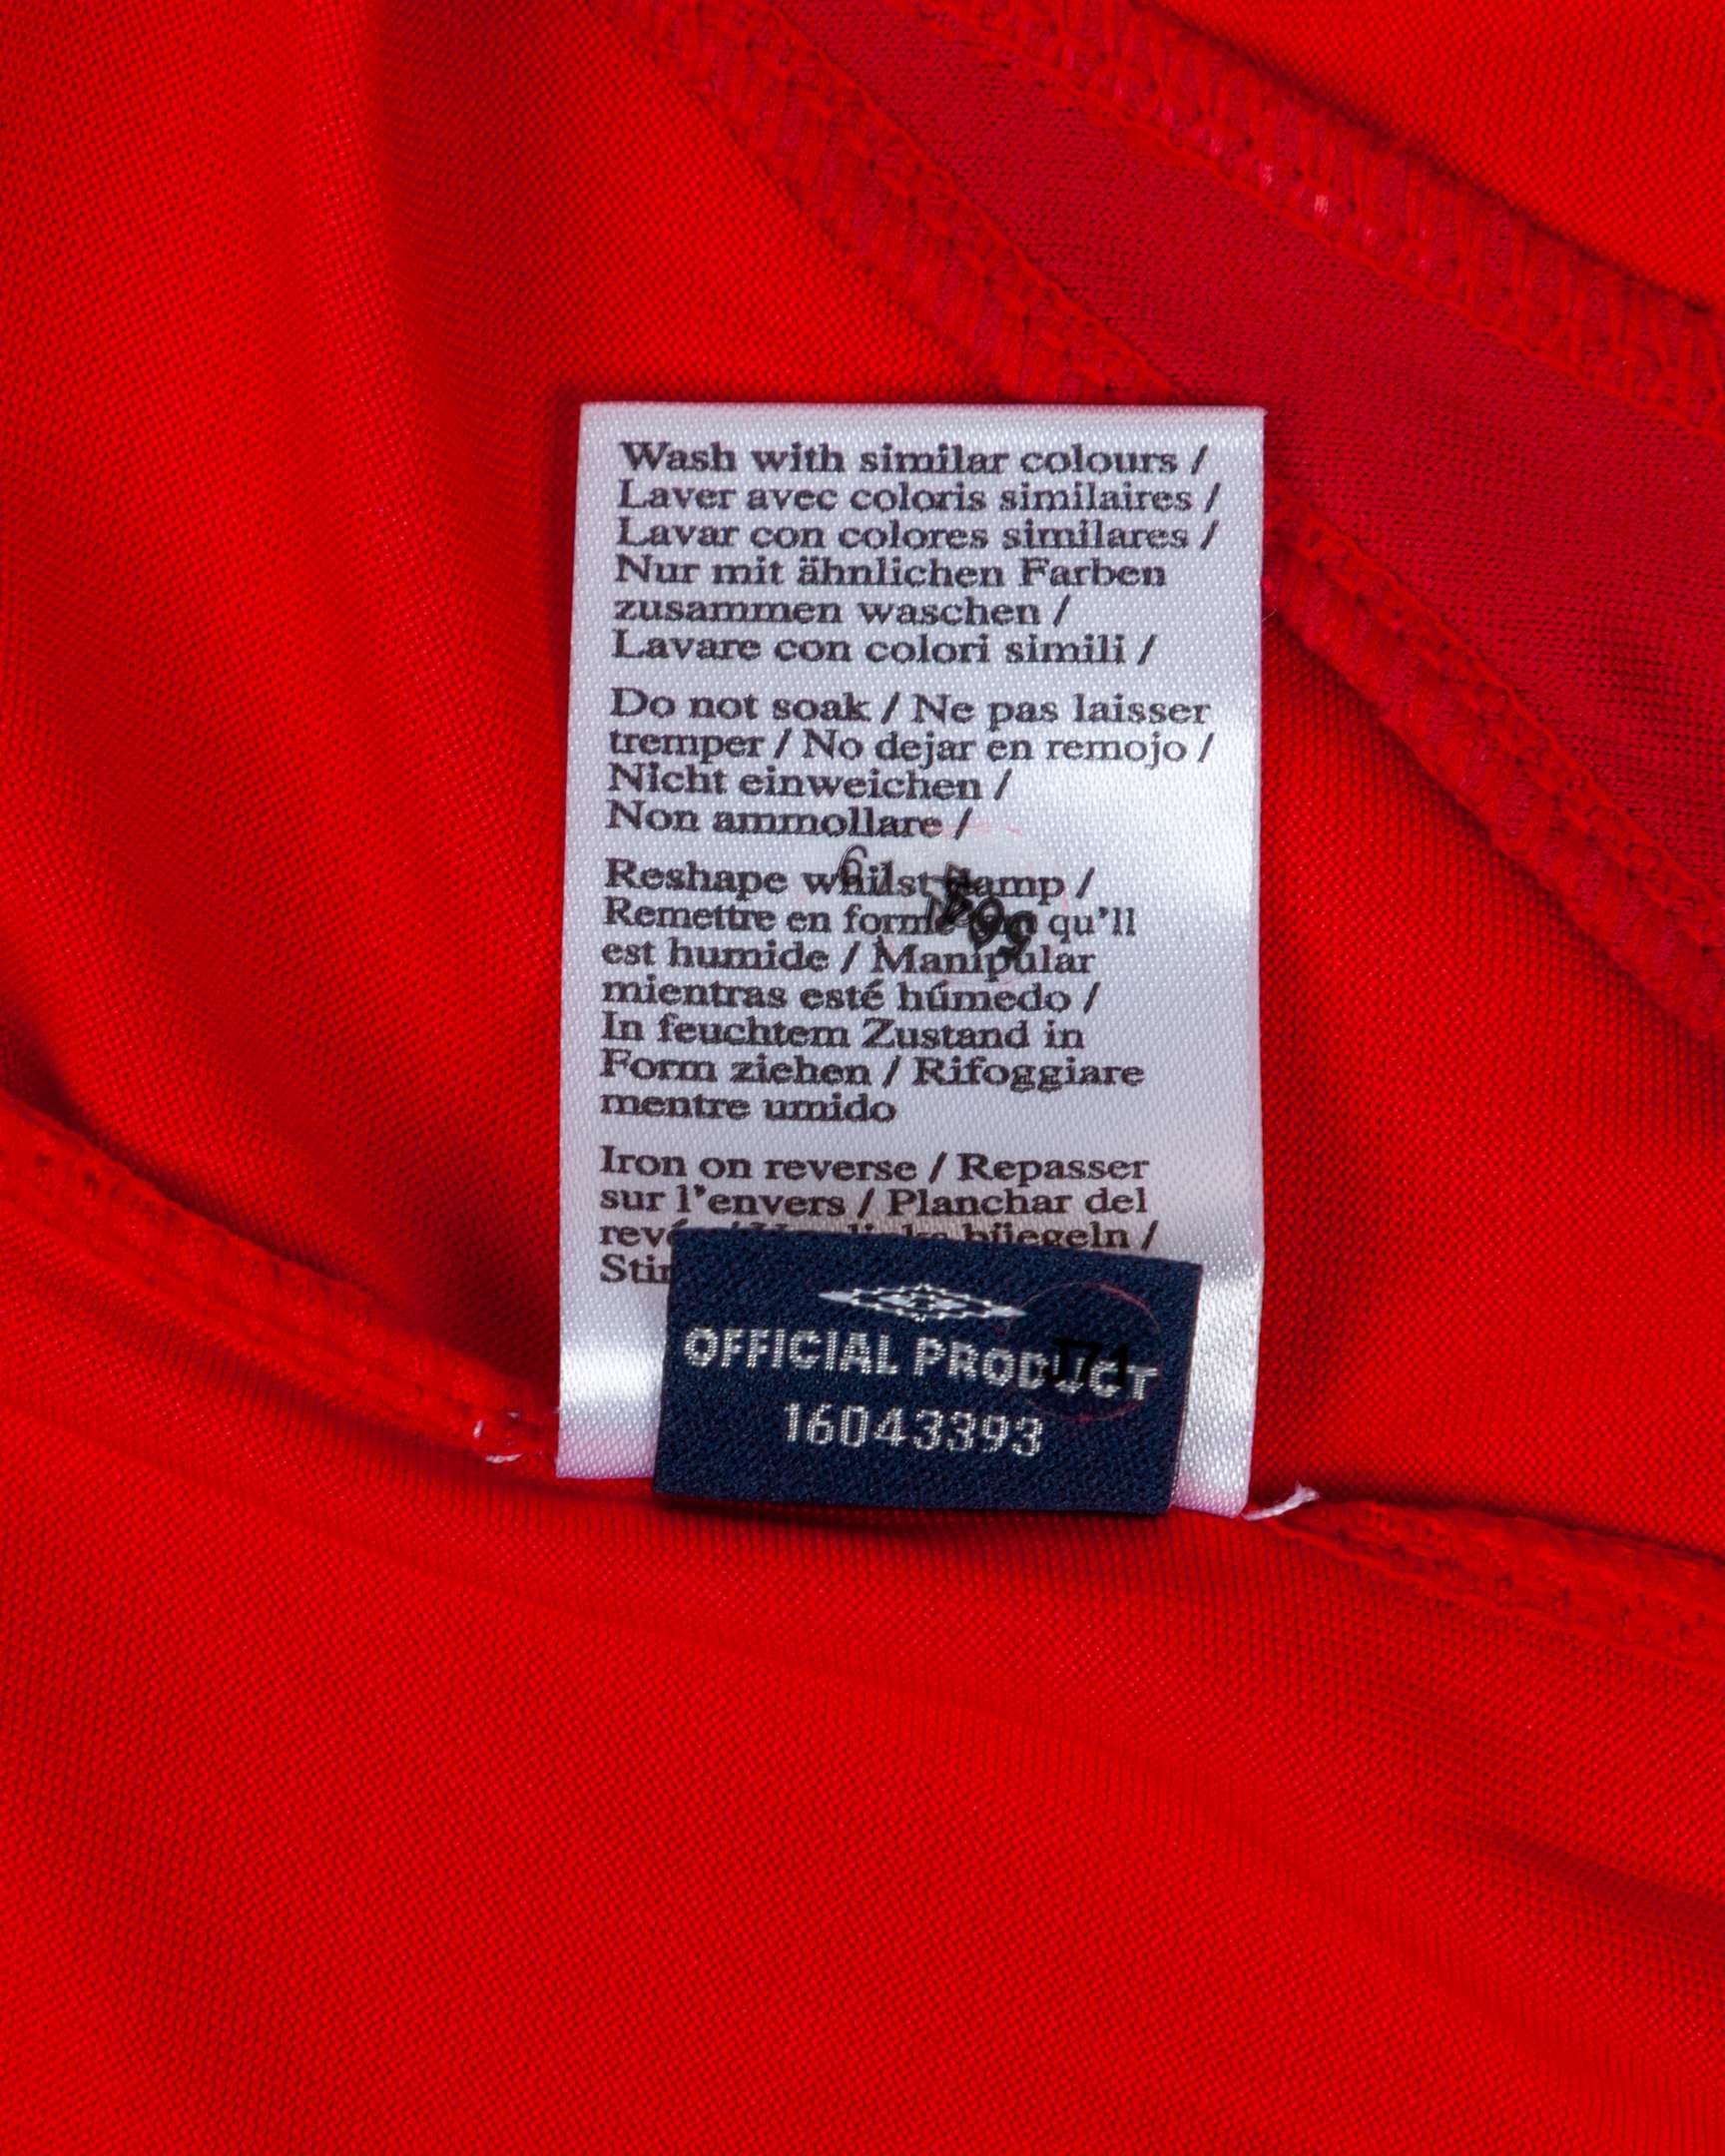 Wash with similar colours /
Laver avec coloris similaires /
Lavar con colores similares /
Nur mit ähnlichen Farben
zusammen waschen /
Lavare con colori simili /
Do not soak / Ne pas laisser
tremper / No dejar en remojo /
Nicht einweichen /
Non ammollare /
Reshape whilst damp /
Remettre en forme qu'll
est humide / Manipular
mientras esté húmedo /
In feuchtem Zustand in
Form ziehen / Rifoggiare
mentre umido
Iron on reverse / Repasser
sur l'envers / Planchar del
büegeln /
OFFICIAL PRODUCT
16043393